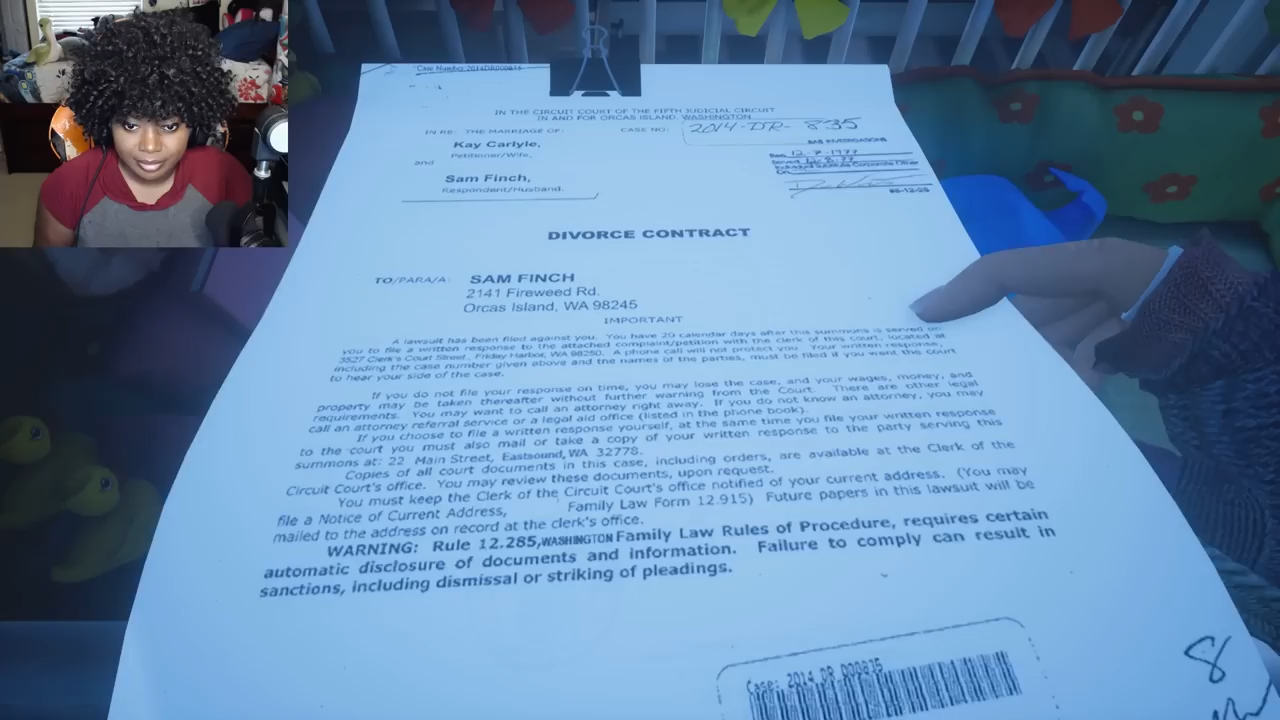 Case Number 2014DR000835
IN THE CIRCUIT COURT OF THE FIFTH JUDICIAL CIRCUIT
IN AND FOR ORCAS ISLAND, WASHINGTON
IN RE: THE MARRIAGE OF:
CASE NO:
2014-DR- 835
Kay Carlyle,
Petitioner/Wife,
and
Sam Finch,
Respondent/Husband.
12-7-1977
DIVORCE CONTRACT
TO/PARA/A: SAM FINCH
2141 Fireweed Rd.
Orcas Island, WA 98245
IMPORTANT
A lawsuit has been filed against you. You have 20 calendar days after this summons is served on
you to file a written response to the attached complaint/petition with the clerk of this court, located at
3527 Clerk's Court Street., Friday Harbor, WA 98250. A phone call will not protect you. Your written response,
including the case number given above and the names of the parties, must be filed if you want the court
to hear your side of the case.
If you do not file your response on time, you may lose the case, and your wages, money, and
property may be taken thereafter without further warning from the Court. There are other legal
requirements. You may want to call an attorney right away. If you do not know an attorney, you may
call an attorney referral service or a legal aid office (listed in the phone book).
If you choose to file a written response yourself, at the same time you file your written response
to the court you must also mail or take a copy of your written response to the party serving this
summons at: 22 Main Street, Eastsound, WA 32778.
Copies of all court documents in this case, including orders, are available at the Clerk of the
Circuit Court's office. You may review these documents, upon request.
You must keep the Clerk of the Circuit Court's office notified of your current address. (You may
file a Notice of Current Address, Family Law Form 12.915) Future papers in this lawsuit will be
mailed to the address on record at the clerk's office.
WARNING: Rule 12.285, WASHINGTON Family Law Rules of Procedure, requires certain
automatic disclosure of documents and information. Failure to comply can result in
sanctions, including dismissal or striking of pleadings.
Case: 2014 DR 000835
8